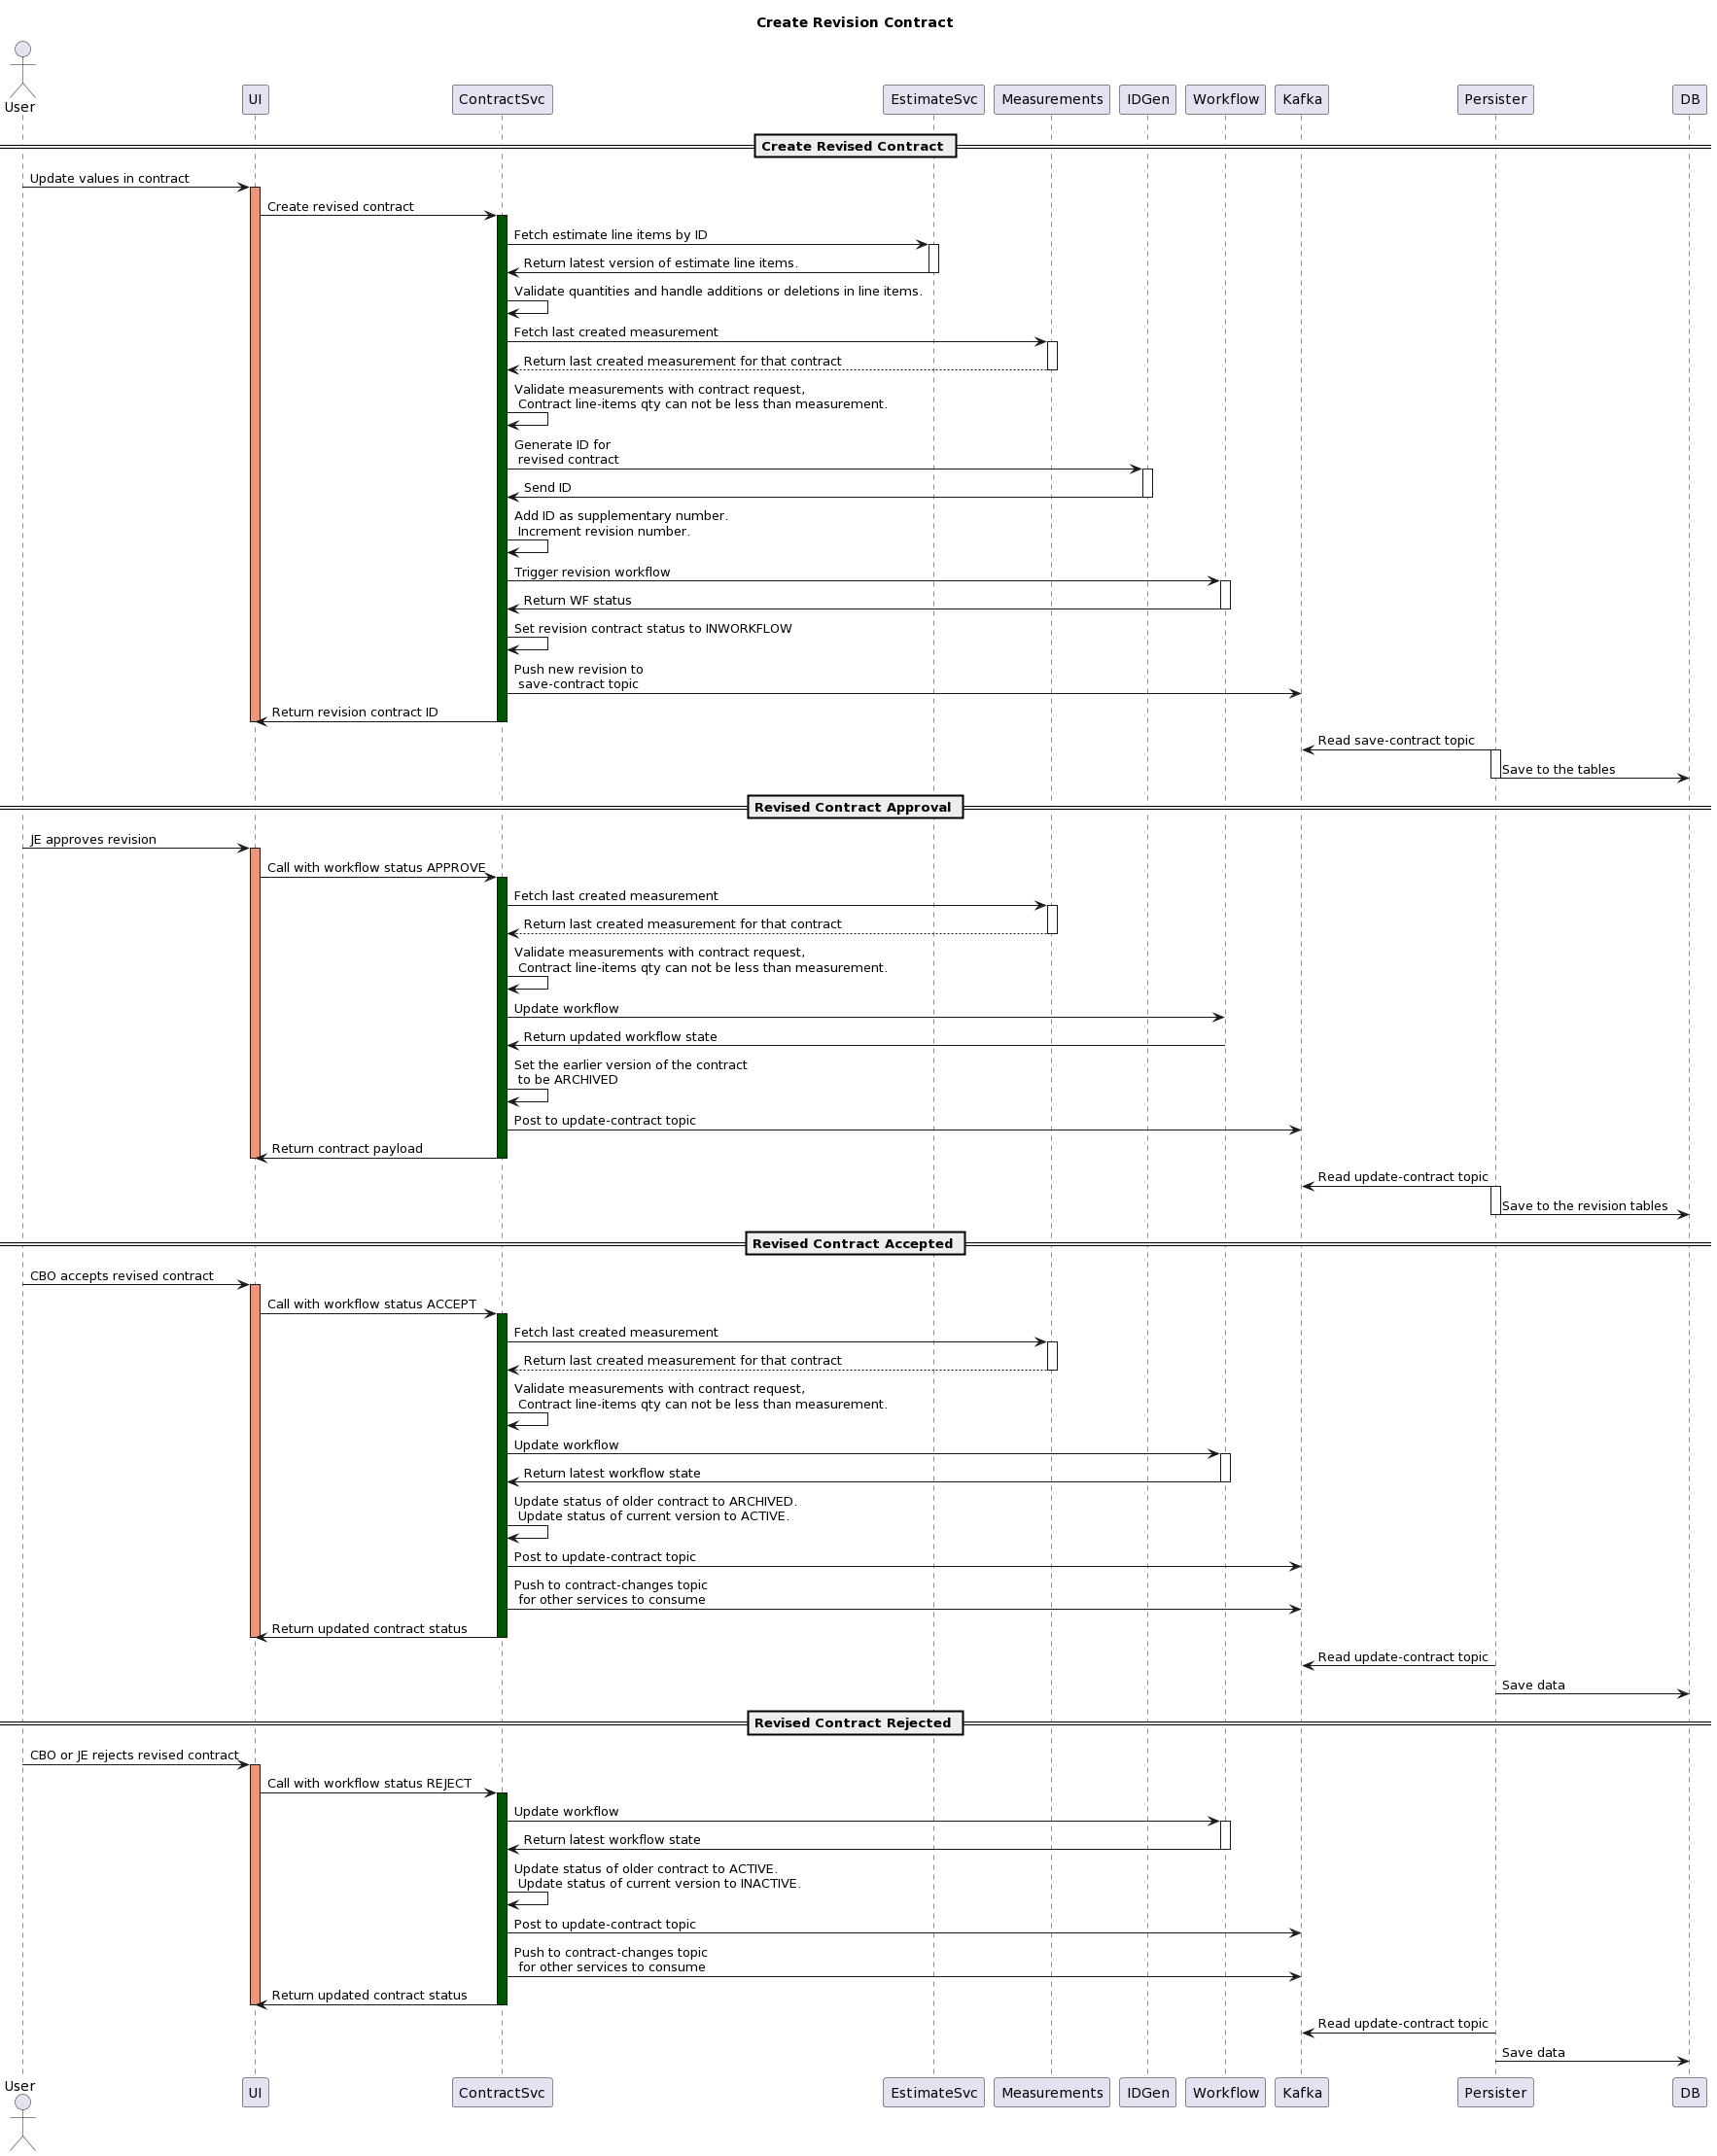 Create Revision Contract
User
UI
ContractSvc
EstimateSvc
Measurements
IDGen
Workflow
Kafka
Persister
DB
Create Revised Contract
Update values in contract
Create revised contract
Fetch estimate line items by ID
Return latest version of estimate line items.
Validate quantities and handle additions or deletions in line items.
Fetch last created measurement
Return last created measurement for that contract
Validate measurements with contract request,
Contract line-items qty can not be less than measurement.
Generate ID for
revised contract
Send ID
Add ID as supplementary number.
Increment revision number.
Trigger revision workflow
Return WF status
Set revision contract status to INWORKFLOW
Push new revision to
save-contract topic
Return revision contract ID
Read save-contract topic
Save to the tables
Revised Contract Approval
JE approves revision
Call with workflow status APPROVE
Fetch last created measurement
Return last created measurement for that contract
Validate measurements with contract request,
Contract line-items qty can not be less than measurement.
Update workflow
Return updated workflow state
Set the earlier version of the contract
to be ARCHIVED
Post to update-contract topic
Return contract payload
Read update-contract topic
Save to the revision tables
Revised Contract Accepted
CBO accepts revised contract
Call with workflow status ACCEPT
Fetch last created measurement
Return last created measurement for that contract
Validate measurements with contract request,
Contract line-items qty can not be less than measurement.
Update workflow
Return latest workflow state
Update status of older contract to ARCHIVED.
Update status of current version to ACTIVE.
Post to update-contract topic
Push to contract-changes topic
for other services to consume
Return updated contract status
Read update-contract topic
Save data
Revised Contract Rejected
CBO or JE rejects revised contract
Call with workflow status REJECT
Update workflow
Return latest workflow state
Update status of older contract to ACTIVE.
Update status of current version to INACTIVE.
Post to update-contract topic
Push to contract-changes topic
for other services to consume
Return updated contract status
Read update-contract topic
Save data
User
UI
ContractSvc
EstimateSvc
Measurements
IDGen
Workflow
Kafka
Persister
DB